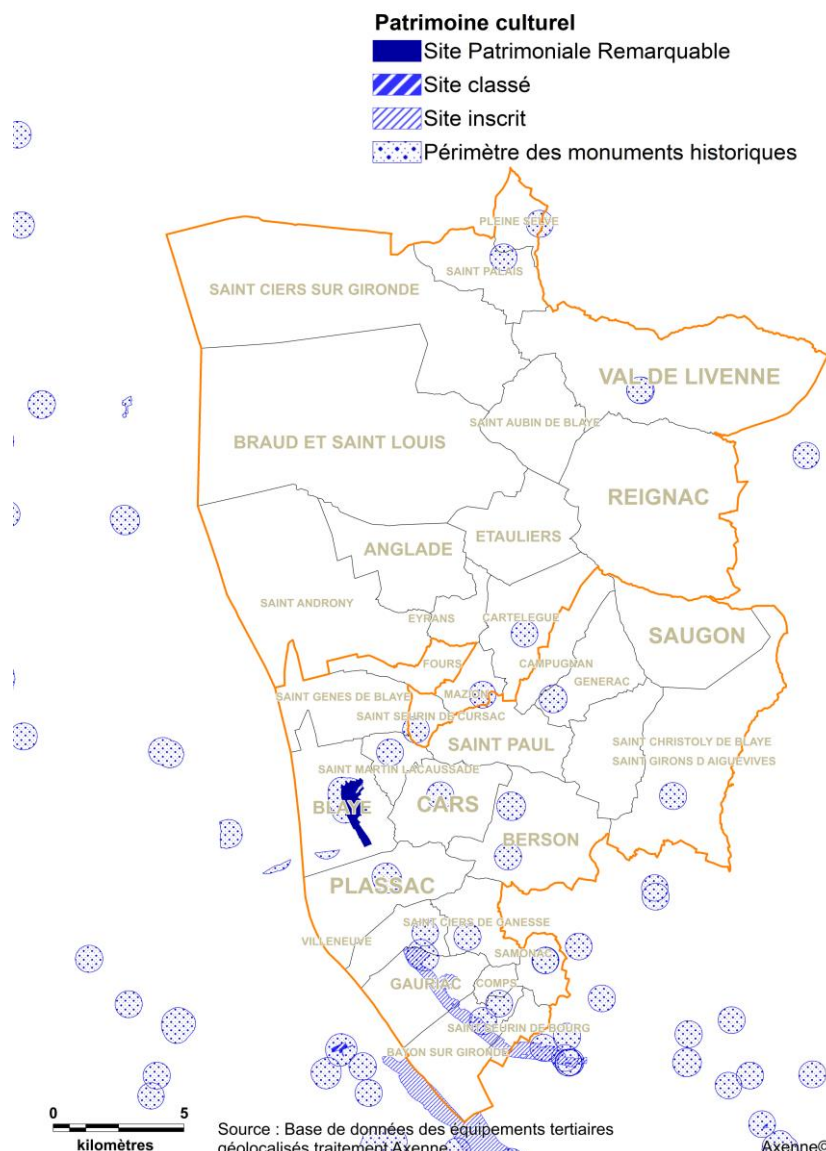 Patrimoine culturel
Site Patrimoniale Remarquable
Site classé
Site inscrit
Périmètre des monuments historiques
PLEINE SELVE
SAINT PALAIS
SAINT CIERS SUR GIRONDE
VAL DE LIVENNE
SAINT AUBIN DE BLAYE
BRAUD ET SAINT LOUIS
REIGNAC
ETAULIERS
ANGLADE
SAINT ANDRONY
EYRANS
CARTELEGUE
SAUGON
FOURS
CAMPUGNAN
GENERAC
SAINT GENES DE BLAYE
MAZION
SAINT SEURIN DE CURSAC
SAINT PAUL
SAINT CHRISTOLY DE BLAYE
SAINT GIRONS D AIGUEVIVES
SAINT MARTIN LACAUSSADE
BLAYE
CARS
BERSON
PLASSAC
SAINT CIERS DE CANESSE
VILLENEUVE
SAMONAC
GAURIAC
COMPS
SAINT SEURIN DE BOURG
BAYON SUR GIRONDE
0 5
kilomètres
Source : Base de données des équipements tertiaires
géolocalisés traitement Axenne
Axenne©